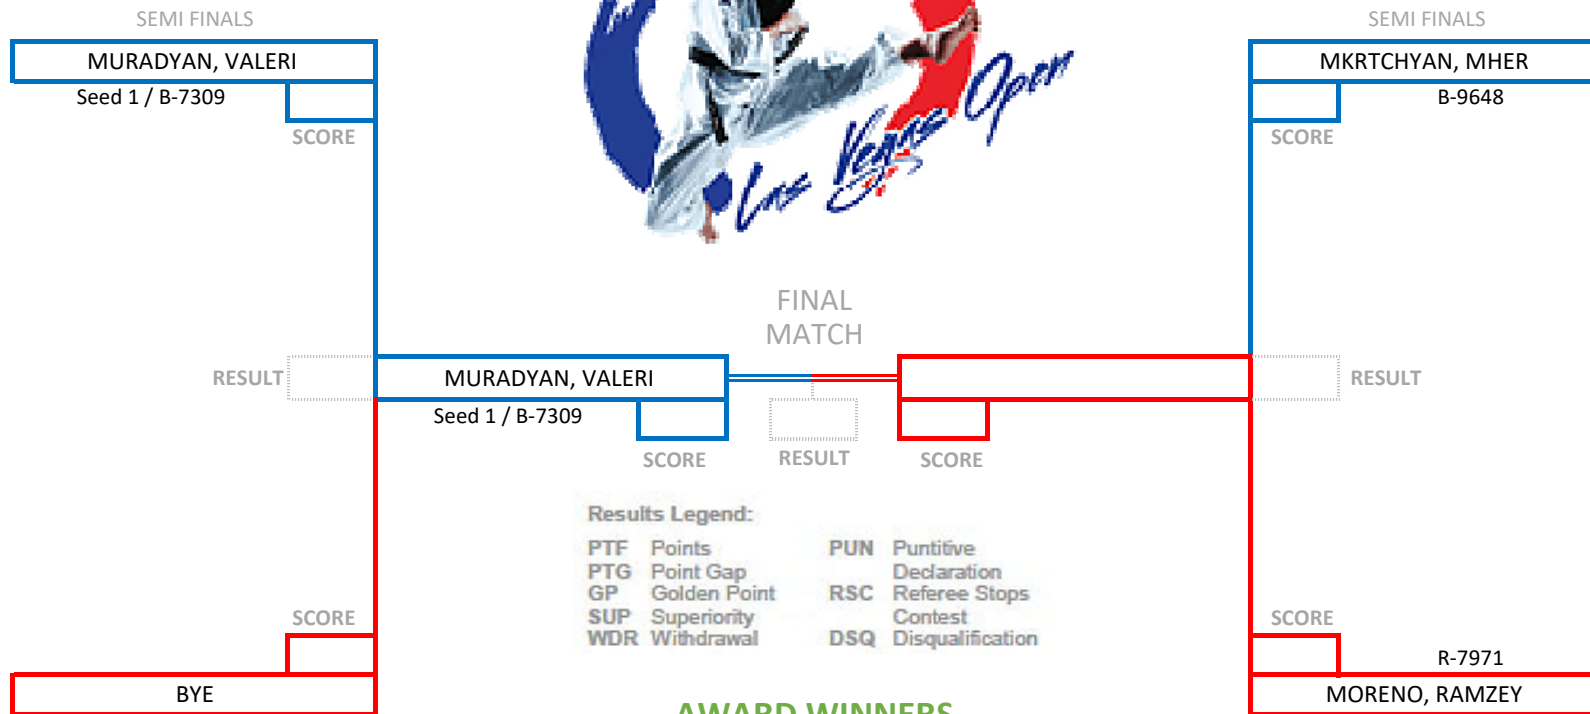 SEMI FINALS
SEMI FINALS
MURADYAN, VALERI
MKRTCHYAN, MHER
Seed 1 / B-7309
B-9648
SCORE
SCORE
Las Vegas Open
FINAL
MATCH
RESULT
MURADYAN, VALERI
RESULT
Seed 1 / B-7309
SCORE
RESULT
SCORE
Results Legend:
PTF Points
PTG Point Gap
GP Golden Point
SUP Superiority
WDR Withdrawal
PUN Puntitive
Declaration
RSC Referee Stops
Contest
DSQ Disqualification
SCORE
SCORE
R-7971
BYE
MORENO, RAMZEY
AWARD WINNERS